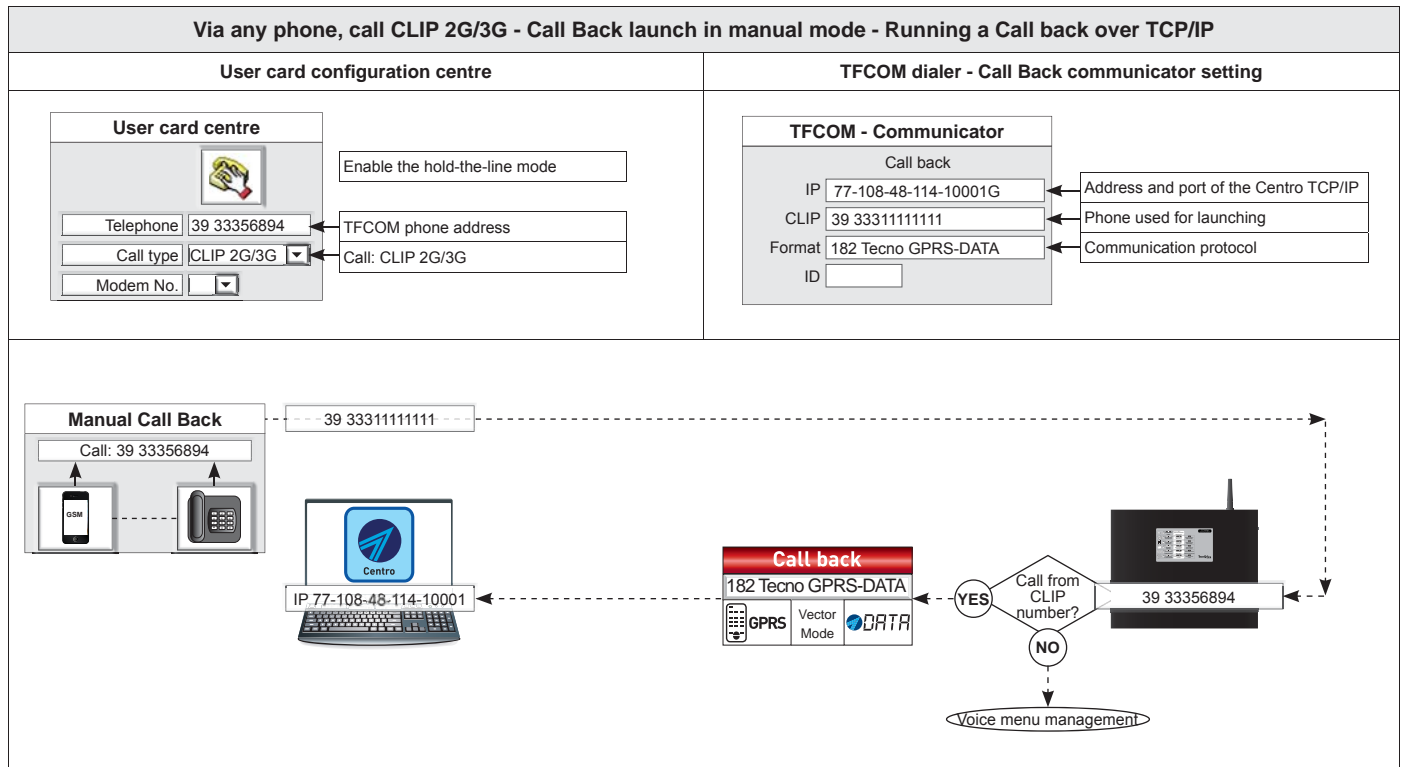 Via any phone, call CLIP 2G/3G - Call Back launch in manual mode - Running a Call back over TCP/IP
User card configuration centre
TFCOM dialer - Call Back communicator setting
User card centre
Enable the hold-the-line mode
Telephone 39 33356894
TFCOM phone address
Call type CLIP 2G/3G
Call: CLIP 2G/3G
Modem No.
TFCOM - Communicator
Call back
IP 77-108-48-114-10001G
Address and port of the Centro TCP/IP
CLIP 39 33311111111
Phone used for launching
Format 182 Tecno GPRS-DATA
Communication protocol
ID
Manual Call Back
39 33311111111
Call: 39 33356894
GSM
Centro
IP 77-108-48-114-10001
Call back
182 Tecno GPRS-DATA
GPRS
Vector
Mode
DATA
YES
Call from
CLIP
number?
39 33356894
NO
Voice menu management